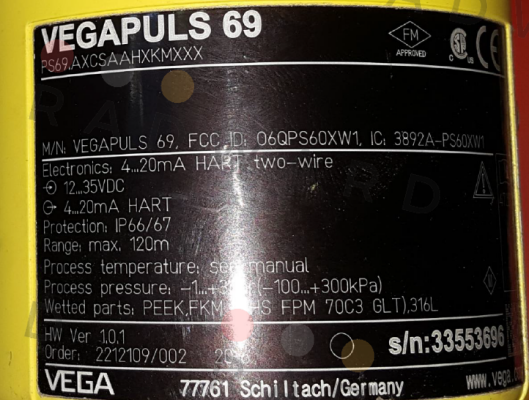 VEGAPULS 69
PS69.AXCSAAHXKMXXX
FM
APPROVED
M/N: VEGAPULS 69, FCC ID: O6QPS60XW1, IC: 3892A-PS60XW1
Electronics: 4...20mA HART two-wire
12...35VDC
4...20mA HART
Protection: IP66/67
Range: max. 120m
Process temperature: see manual
Process pressure: (-100...+300kPa)
Wetted parts: PEEK,FKM FPM 70C3 GLT),316L
HW Ver 1.0.1
Order: 2212109/002
s/n:33553696
VEGA 77761 Schiltach/Germany www.vega